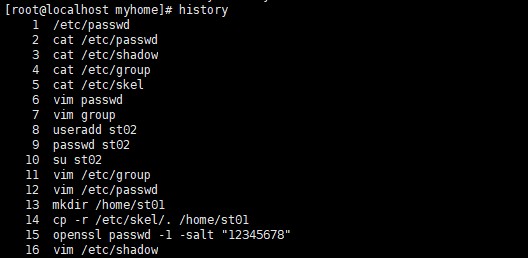 [root@localhost myhome]# history
1 /etc/passwd
2 cat /etc/passwd
3 cat /etc/shadow
4 cat /etc/group
5 cat /etc/skel
6 vim passwd
7 vim group
8 useradd st02
9 passwd st02
10 su st02
11 vim /etc/group
12 vim /etc/passwd
13 mkdir /home/st01
14 cp -r /etc/skel/. /home/st01
15 openssl passwd -1 -salt "12345678"
16 vim /etc/shadow